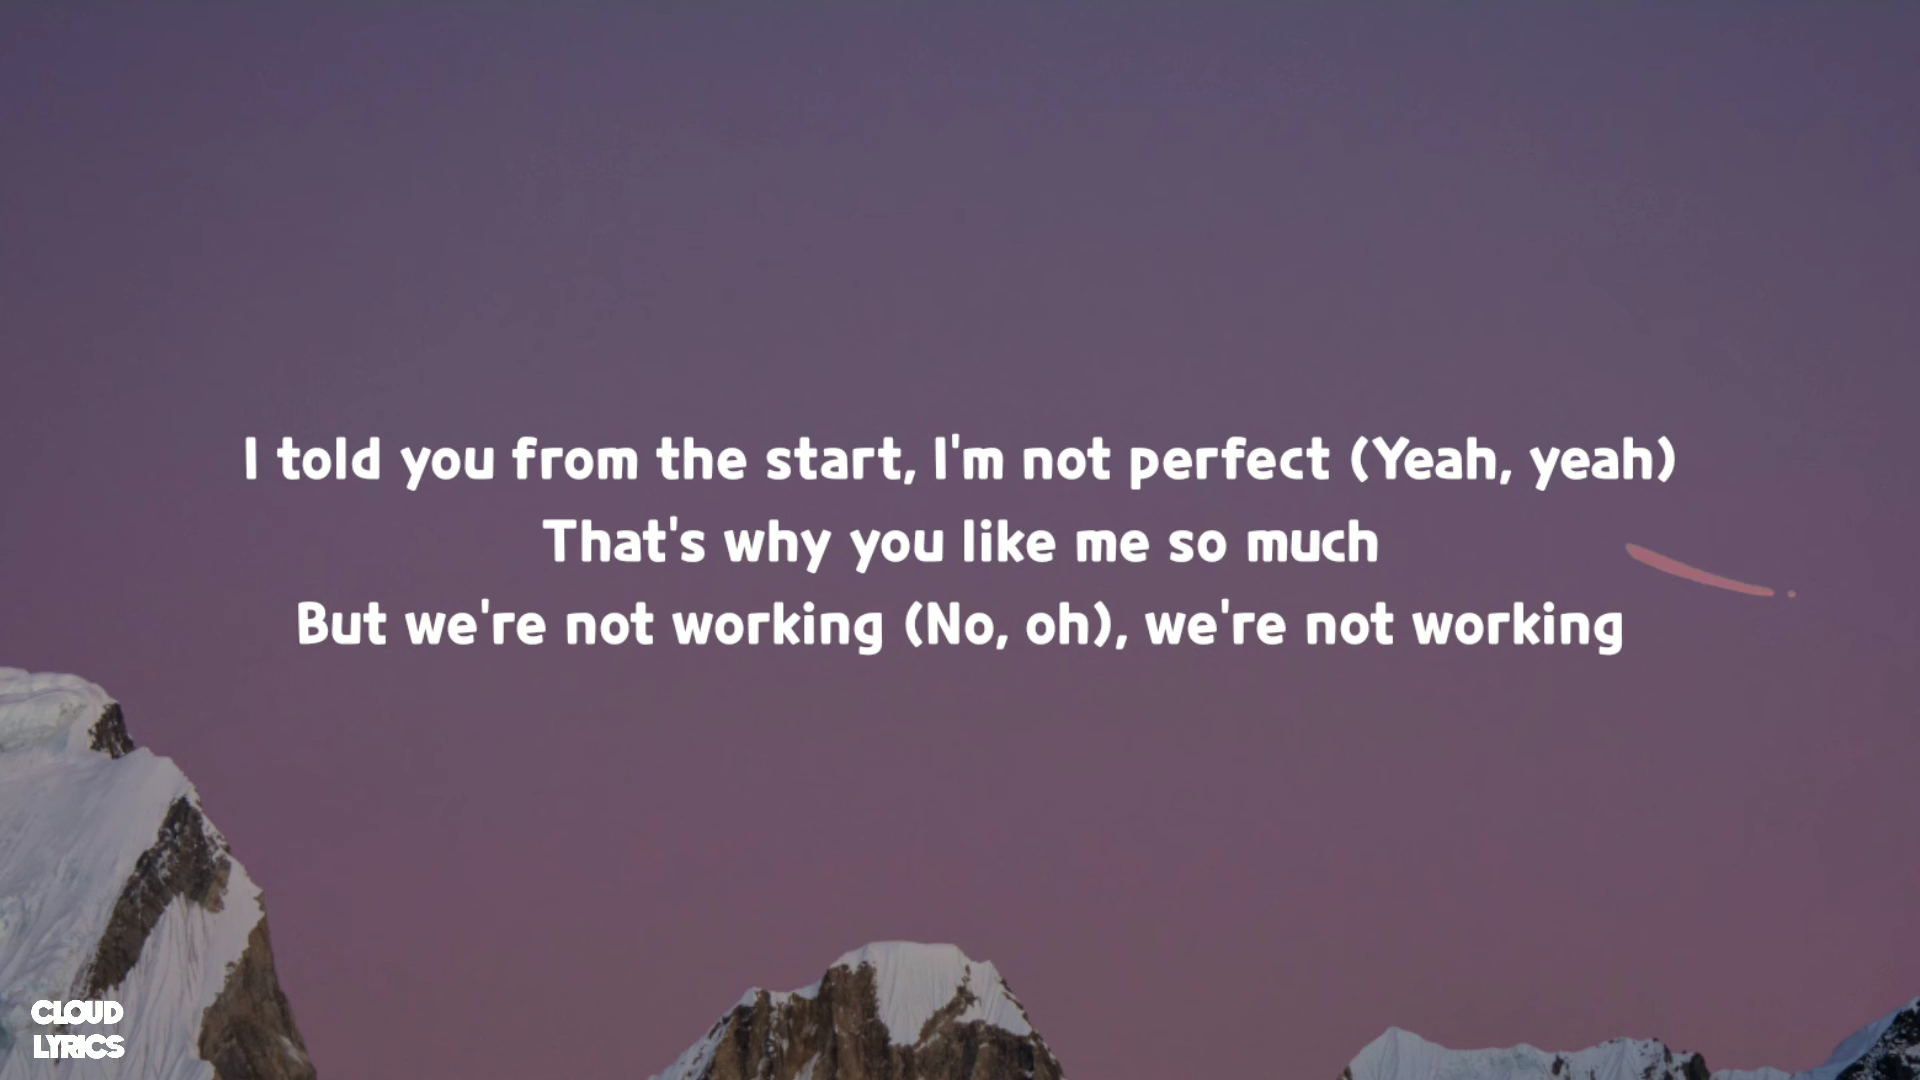 I told you from the start, I'm not perfect (Yeah, yeah)
That's why you like me so much
But we're not working (No, oh), we're not working
CLOUD
LYRICS